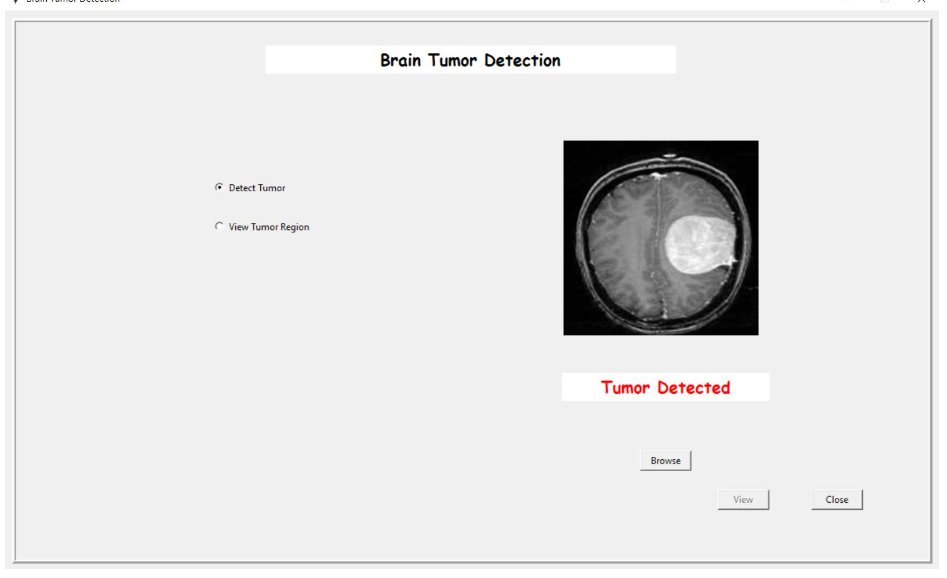 Brain Tumor Detection
Brain Tumor Detection
Detect Tumor
View Tumor Region
Tumor Detected
Browse
View
Close